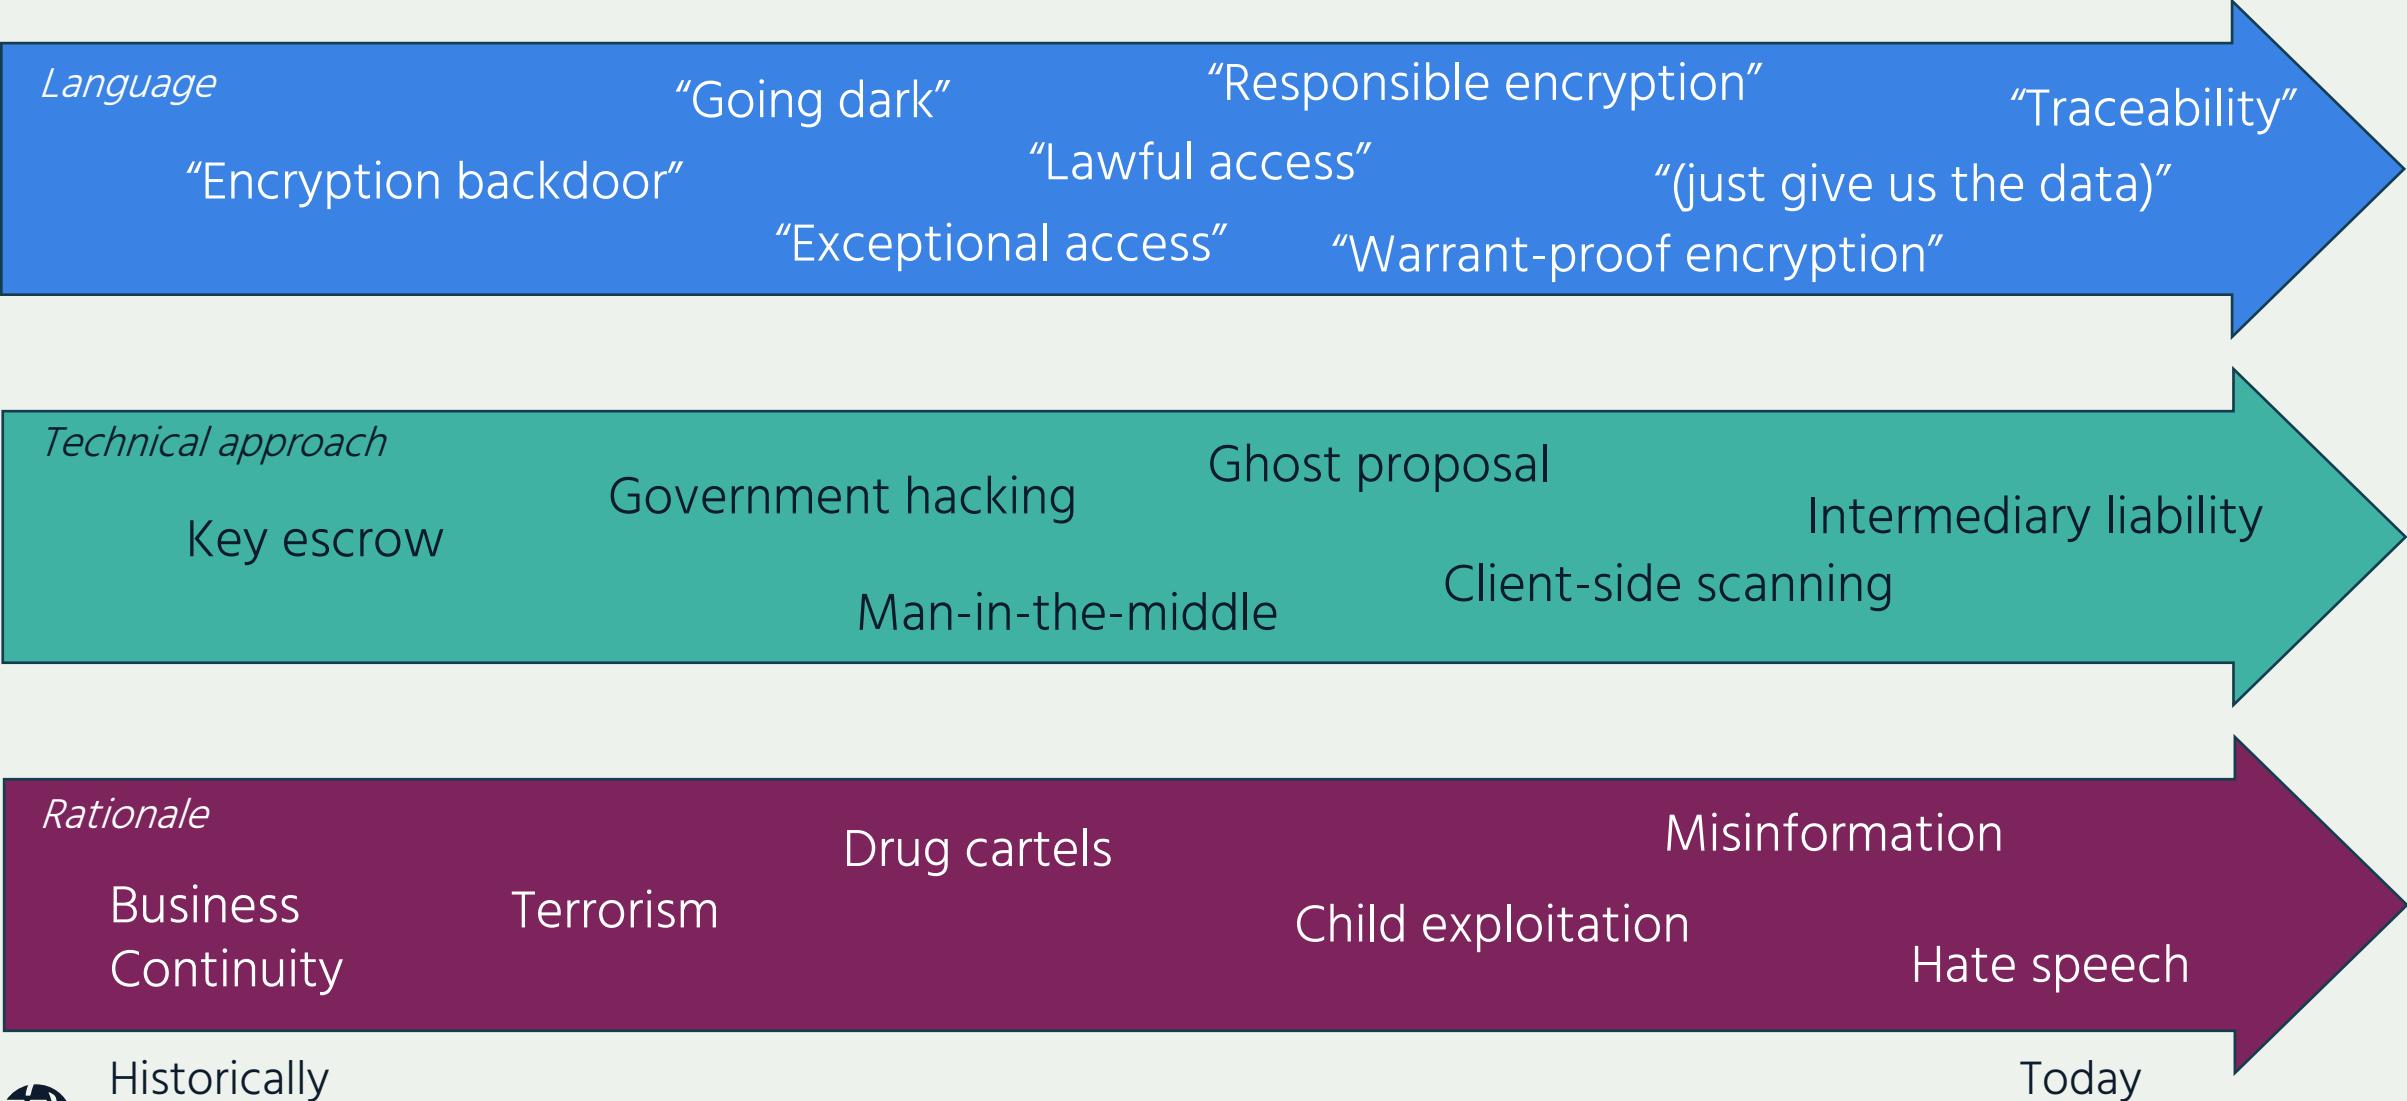 Language
“Going dark”
“Responsible encryption”
“Traceability”
“Encryption backdoor”
“Lawful access”
“(just give us the data)”
“Exceptional access”
“Warrant-proof encryption”
Technical approach
Ghost proposal
Government hacking
Intermediary liability
Key escrow
Client-side scanning
Man-in-the-middle
Rationale
Drug cartels
Misinformation
Business
Continuity
Terrorism
Child exploitation
Hate speech
Historically
Today